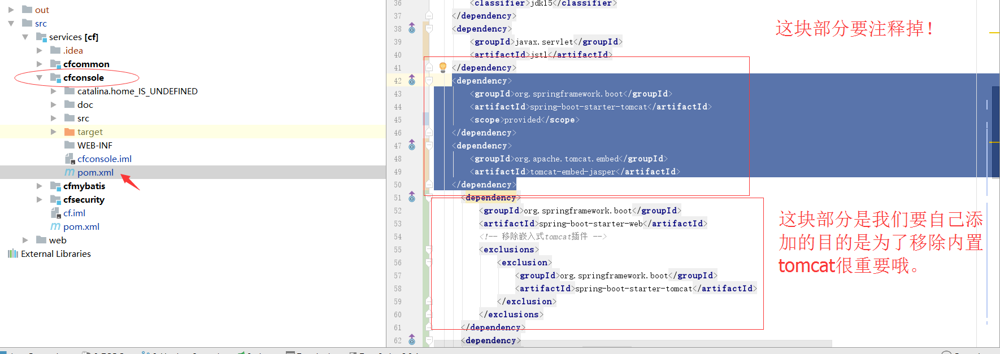 out
src
services [cf]
.idea
cfcommon
cfconsole
catalina.home_IS_UNDEFINED
doc
src
target
WEB-INF
cfconsole.iml
pom.xml
cfmybatis
cfsecurity
cf.iml
pom.xml
web
External Libraries
36 <classifier>jdk15</classifier>
37 </dependency>
38 <dependency>
39 <groupId>javax.servlet</groupId>
40 <artifactId>jstl</artifactId>
41 </dependency>
42 <dependency>
43 <groupId>org.springframework.boot</groupId>
44 <artifactId>spring-boot-starter-tomcat</artifactId>
45 <scope>provided</scope>
46 </dependency>
47 <dependency>
48 <groupId>org.apache.tomcat.embed</groupId>
49 <artifactId>tomcat-embed-jasper</artifactId>
50 </dependency>
51 <dependency>
52 <groupId>org.springframework.boot</groupId>
53 <artifactId>spring-boot-starter-web</artifactId>
54 <!-- 移除嵌入式tomcat插件 -->
55 <exclusions>
56 <exclusion>
57 <groupId>org.springframework.boot</groupId>
58 <artifactId>spring-boot-starter-tomcat</artifactId>
59 </exclusion>
60 </exclusions>
61 </dependency>
62 <dependency>
这块部分要注释掉！
这块部分是我们要自己添
加的目的是为了移除内置
tomcat很重要哦。